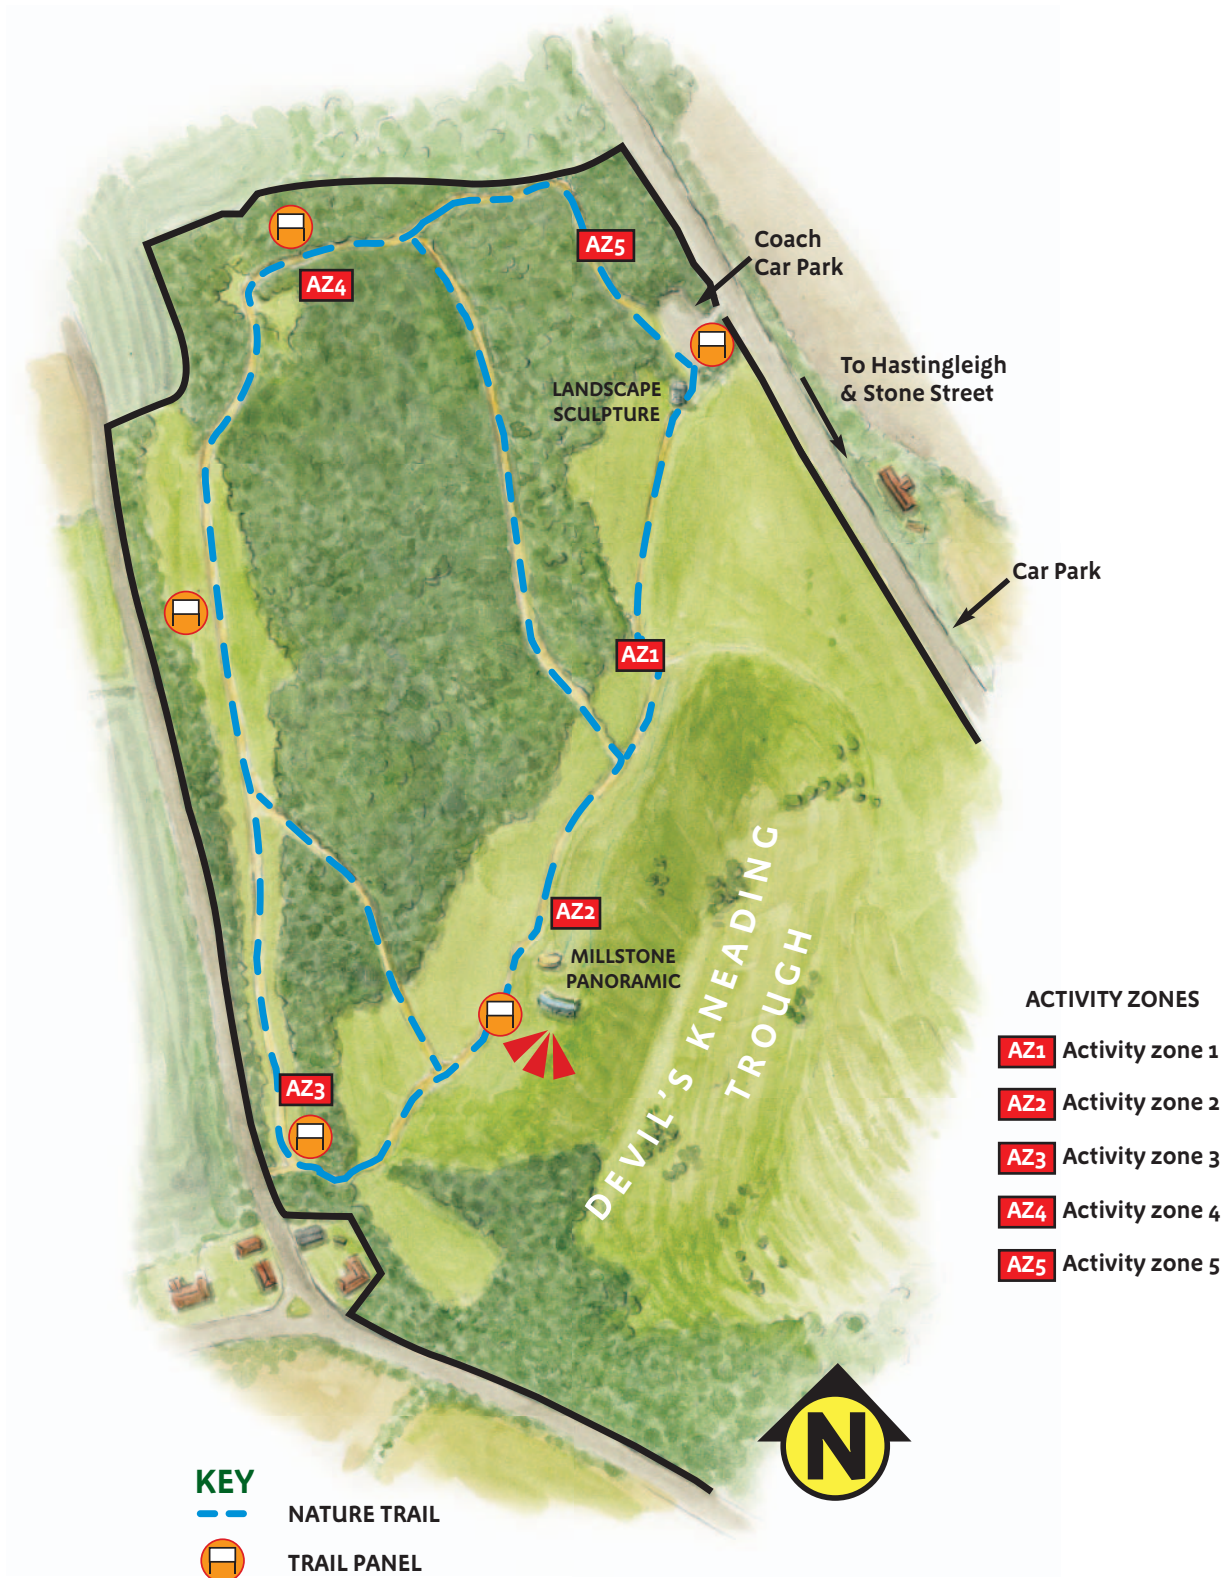 AZ5
Coach
Car Park
AZ4
To Hastingleigh
& Stone Street
LANDSCAPE
SCULPTURE
Car Park
AZ1
AZ2
MILLSTONE
PANORAMIC
DEVIL'S KNEADING
TROUGH
AZ3
ACTIVITY ZONES
AZ1 Activity zone 1
AZ2 Activity zone 2
AZ3 Activity zone 3
AZ4 Activity zone 4
AZ5 Activity zone 5
N
KEY
NATURE TRAIL
TRAIL PANEL